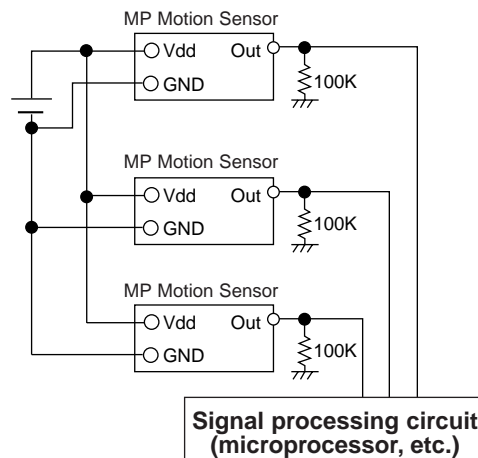 MP Motion Sensor
Vdd Out
GND
100K
MP Motion Sensor
Vdd Out
GND
100K
MP Motion Sensor
Vdd Out
GND
100K
Signal processing circuit
(microprocessor, etc.)